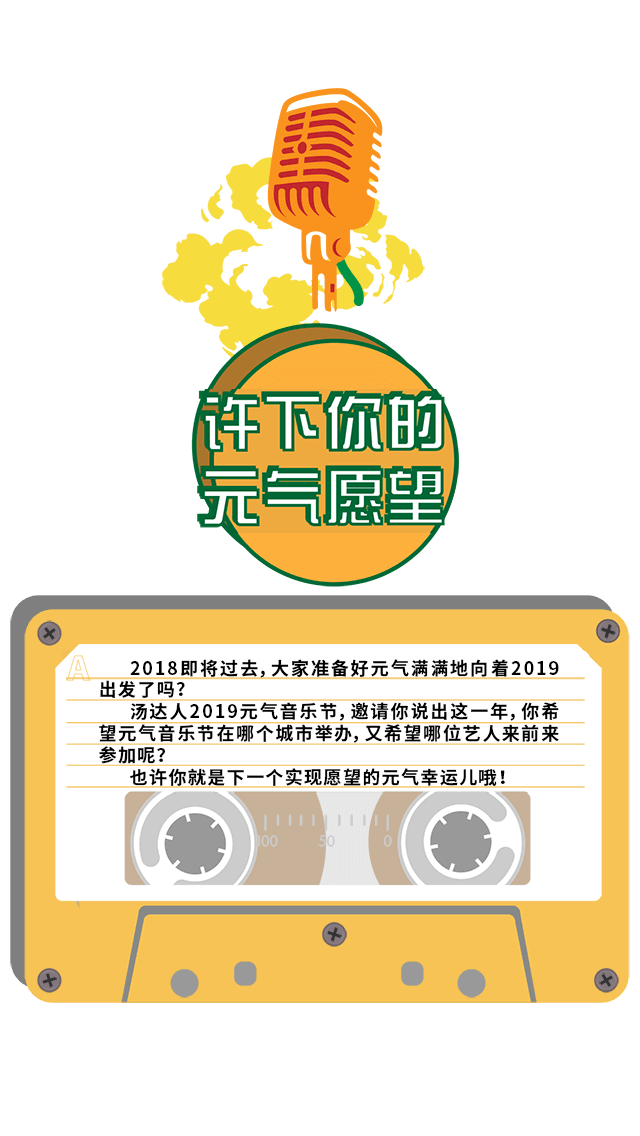 许下你的
元气愿望
A
2018即将过去,大家准备好元气满满地向着2019
出发了吗?
汤达人2019元气音乐节,邀请你说出这一年,你希
望元气音乐节在哪个城市举办,又希望哪位艺人来前来
参加呢?
也许你就是下一个实现愿望的元气幸运儿哦!
100 50 0